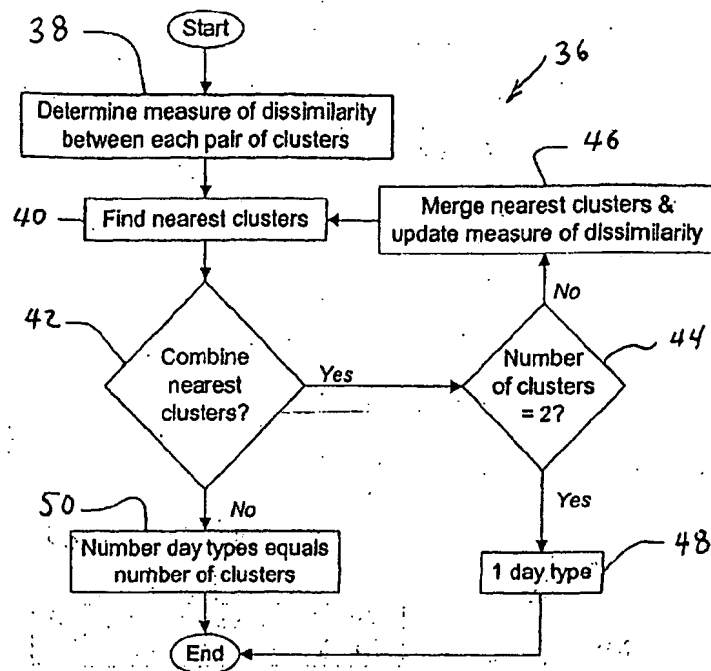 Start
38
36
Determine measure of dissimilarity
between each pair of clusters
46
40
Find nearest clusters
Merge nearest clusters &
update measure of dissimilarity
No
42
Combine
nearest
clusters?
Yes
Number
of clusters
= 2?
44
50
No
Yes
Number day types equals
number of clusters
1 day type
48
End